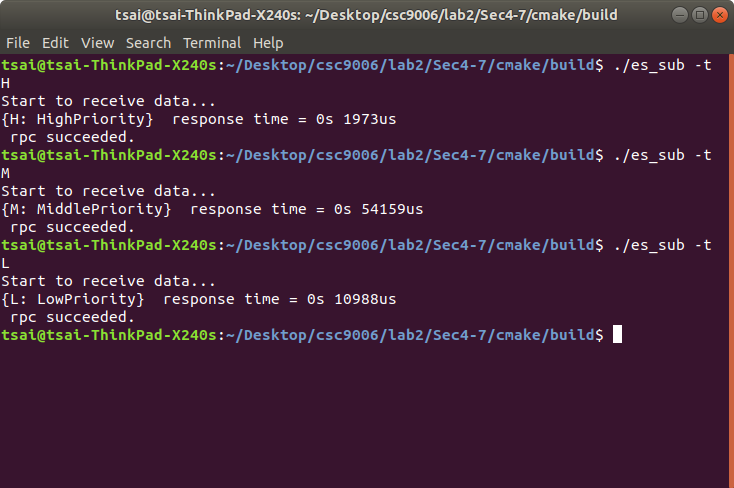 tsai@tsai-ThinkPad-X240s: ~/Desktop/csc9006/lab2/Sec4-7/cmake/build
File Edit View Search Terminal Help
tsai@tsai-ThinkPad-X240s:~/Desktop/csc9006/lab2/Sec4-7/cmake/build$ ./es_sub -t
H
Start to receive data...
{H: HighPriority}  response time = 0s 1973us
 rpc succeeded.
tsai@tsai-ThinkPad-X240s:~/Desktop/csc9006/lab2/Sec4-7/cmake/build$ ./es_sub -t
M
Start to receive data...
{M: MiddlePriority}  response time = 0s 54159us
 rpc succeeded.
tsai@tsai-ThinkPad-X240s:~/Desktop/csc9006/lab2/Sec4-7/cmake/build$ ./es_sub -t
L
Start to receive data...
{L: LowPriority}  response time = 0s 10988us
 rpc succeeded.
tsai@tsai-ThinkPad-X240s:~/Desktop/csc9006/lab2/Sec4-7/cmake/build$